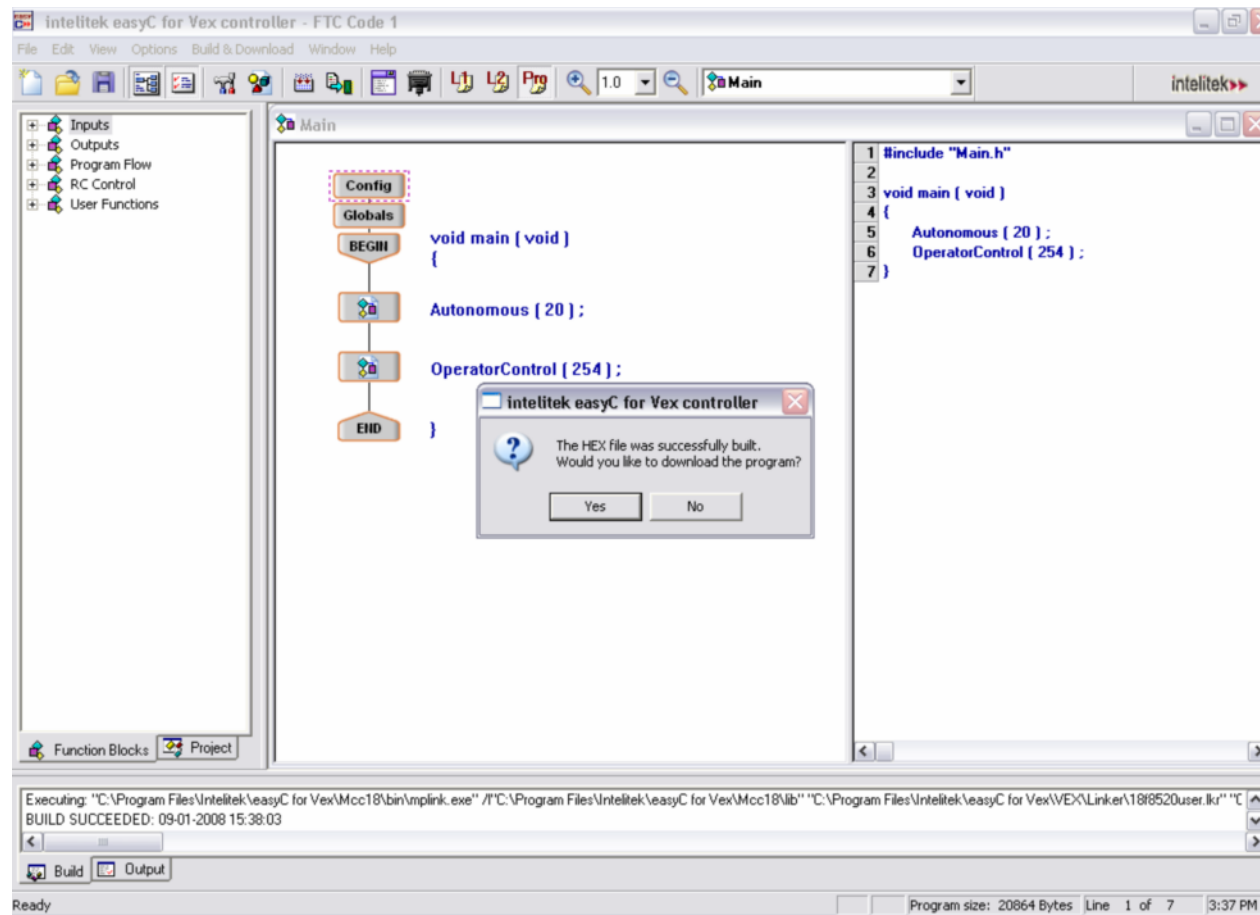 intelitek easyC for Vex controller - FTC Code 1
File Edit View Options Build & Download Window Help
L1 L2 Prg 1.0 Main intelitek
Inputs
Outputs
Program Flow
RC Control
User Functions
Function Blocks Project
Main
Config
Globals
BEGIN void main ( void )
{
Autonomous ( 20 ) ;
OperatorControl ( 254 ) ;
END }
1 #include "Main.h"
2
3 void main ( void )
4 {
5 Autonomous ( 20 ) ;
6 OperatorControl ( 254 ) ;
7 }
intelitek easyC for Vex controller
The HEX file was successfully built.
Would you like to download the program?
Yes No
Executing: "C:\Program Files\Intelitek\easyC for Vex\Mcc18\bin\mplink.exe" /l"C:\Program Files\Intelitek\easyC for Vex\Mcc18\lib" "C:\Program Files\Intelitek\easyC for Vex\VEX\Linker\18f8520user.lkr" "C
BUILD SUCCEEDED: 09-01-2008 15:38:03
Build Output
Ready Program size: 20864 Bytes Line 1 of 7 3:37 PM